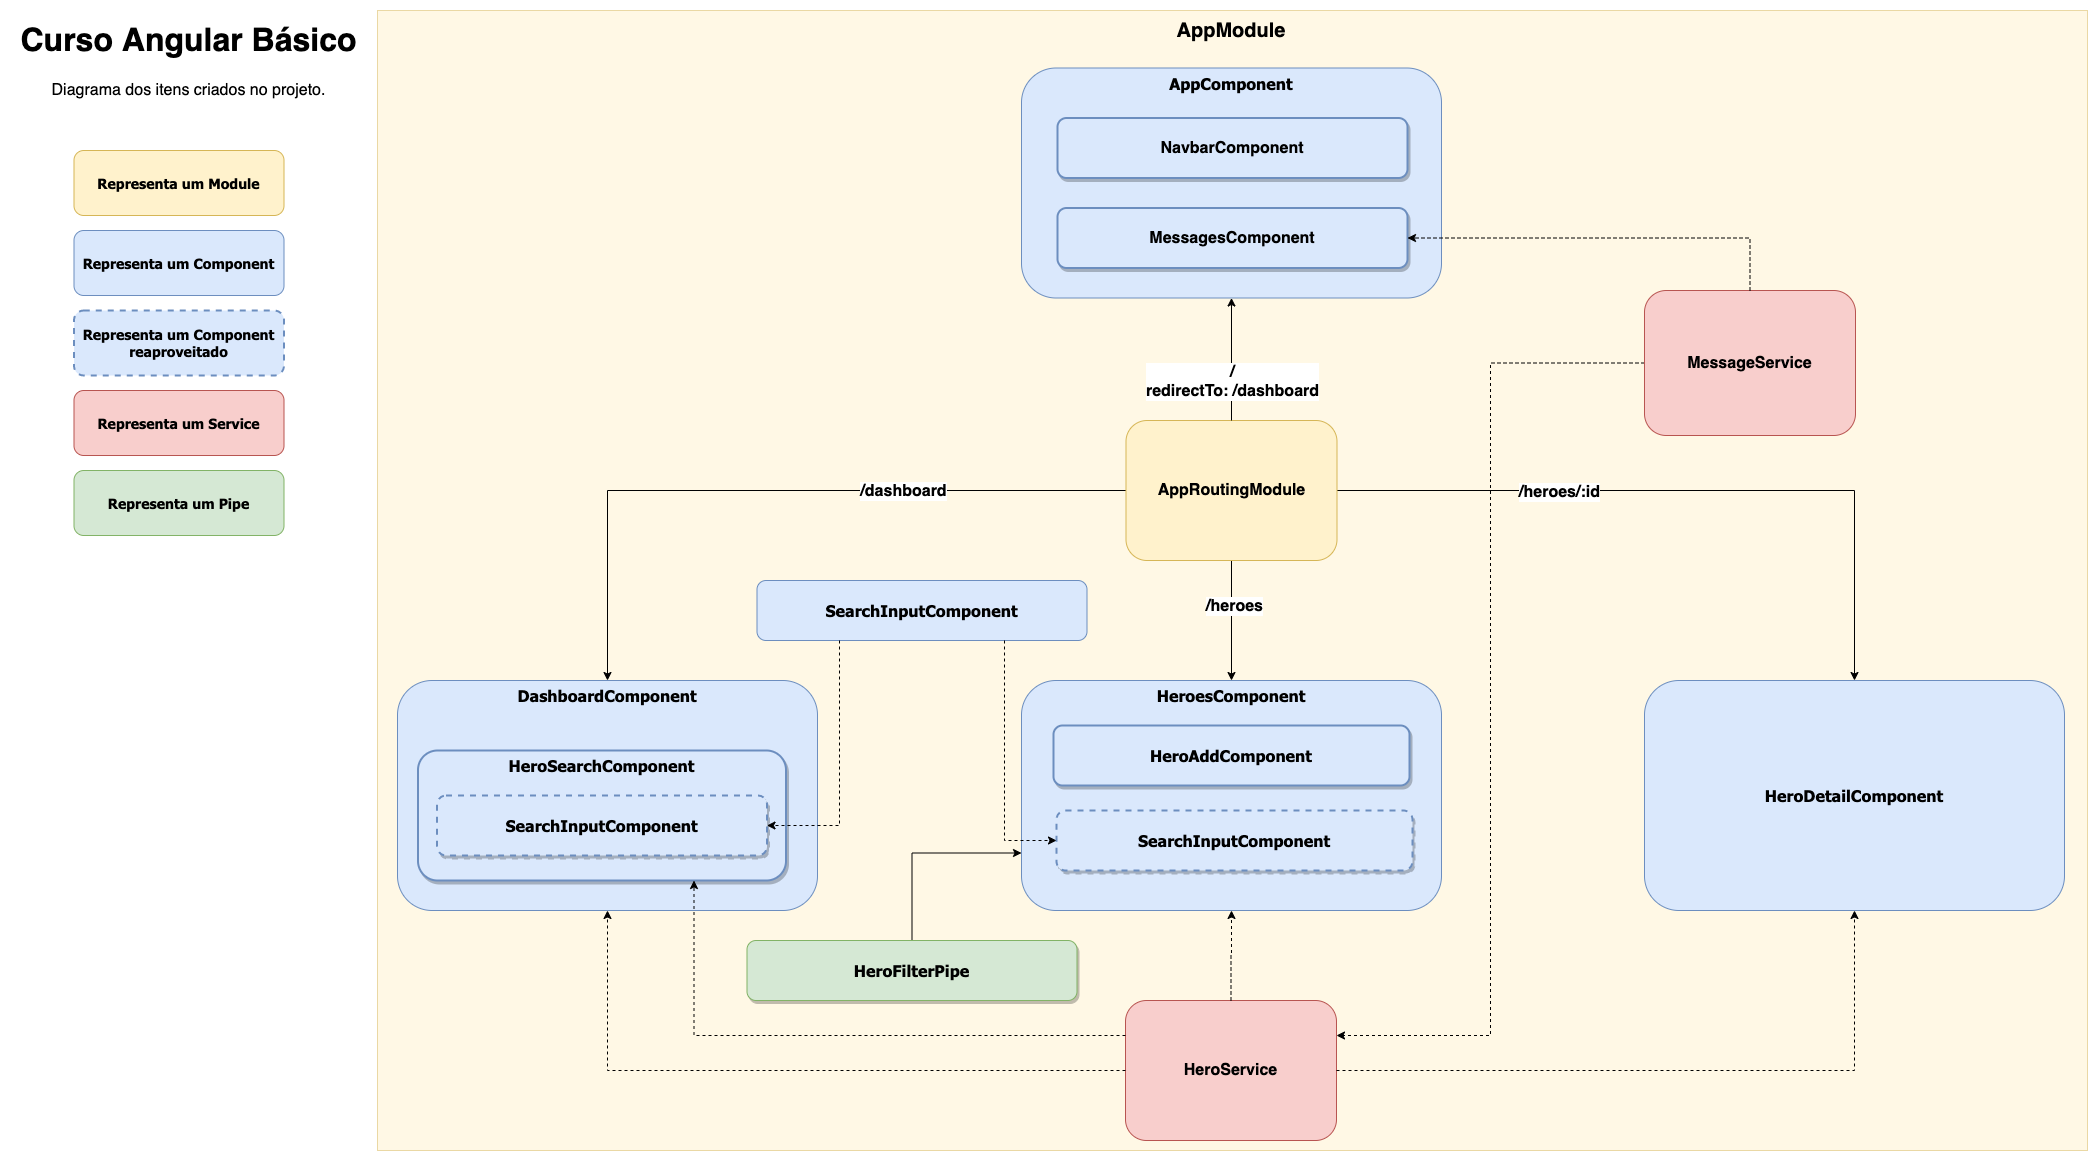 Curso Angular Básico
Diagrama dos itens criados no projeto.
Representa um Module
Representa um Component
Representa um Component
reaproveitado
Representa um Service
Representa um Pipe
AppModule
AppComponent
NavbarComponent
MessagesComponent
MessageService
/
redirectTo: /dashboard
AppRoutingModule
/dashboard
/heroes/:id
/heroes
SearchInputComponent
DashboardComponent
HeroSearchComponent
SearchInputComponent
HeroesComponent
HeroAddComponent
SearchInputComponent
HeroDetailComponent
HeroFilterPipe
HeroService